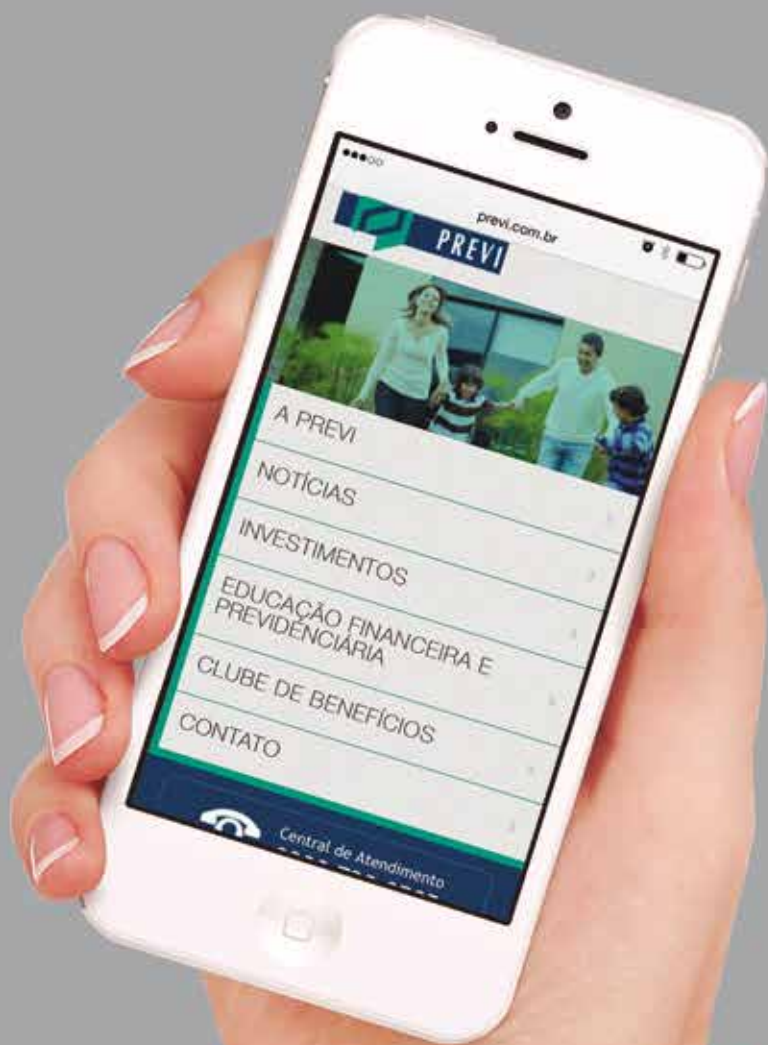 previ.com.br
PREVI
A PREVI
NOTÍCIAS
INVESTIMENTOS
EDUCAÇÃO FINANCEIRA E
PREVIDENCIÁRIA
CLUBE DE BENEFÍCIOS
CONTATO
Central de Atendimento